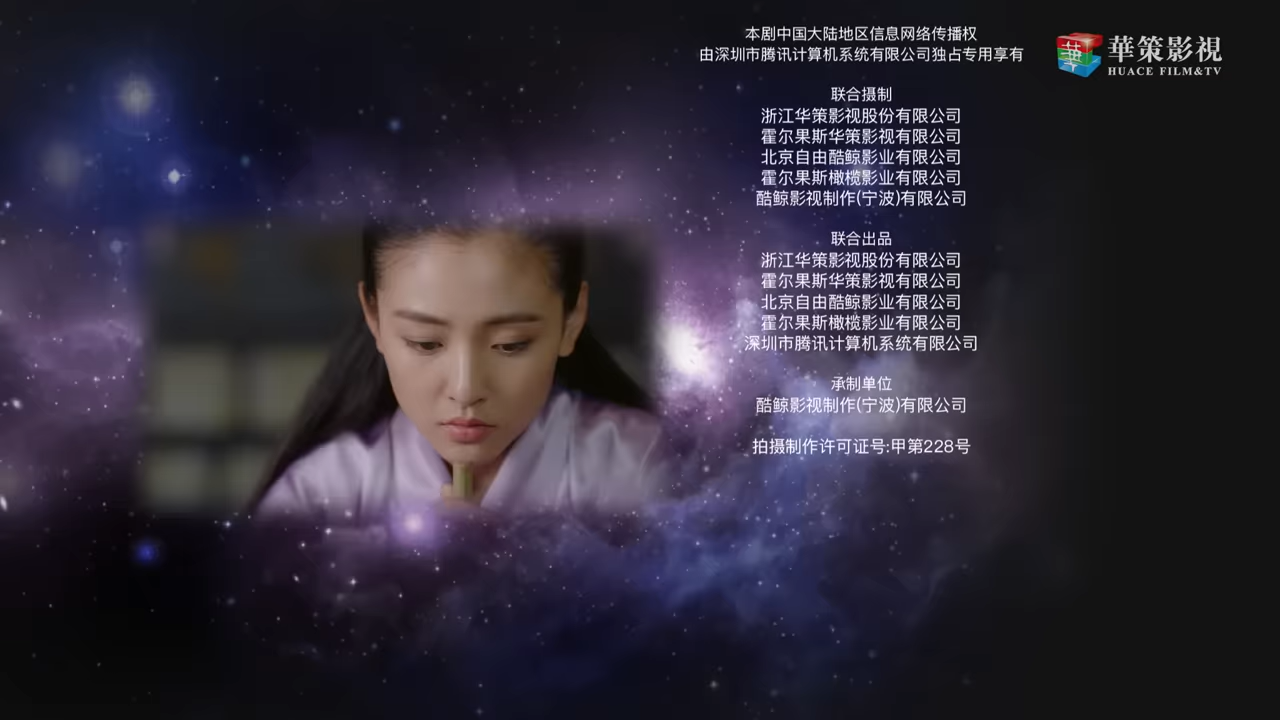 本剧中国大陆地区信息网络传播权
由深圳市腾讯计算机系统有限公司独占专用享有
華策影視
HUACE FILM&TV
联合摄制
浙江华策影视股份有限公司
霍尔果斯华策影视有限公司
北京自由酷鲸影业有限公司
霍尔果斯橄榄影业有限公司
酷鲸影视制作(宁波)有限公司
联合出品
浙江华策影视股份有限公司
霍尔果斯华策影视有限公司
北京自由酷鲸影业有限公司
霍尔果斯橄榄影业有限公司
深圳市腾讯计算机系统有限公司
承制单位
酷鲸影视制作(宁波)有限公司
拍摄制作许可证号:甲第228号